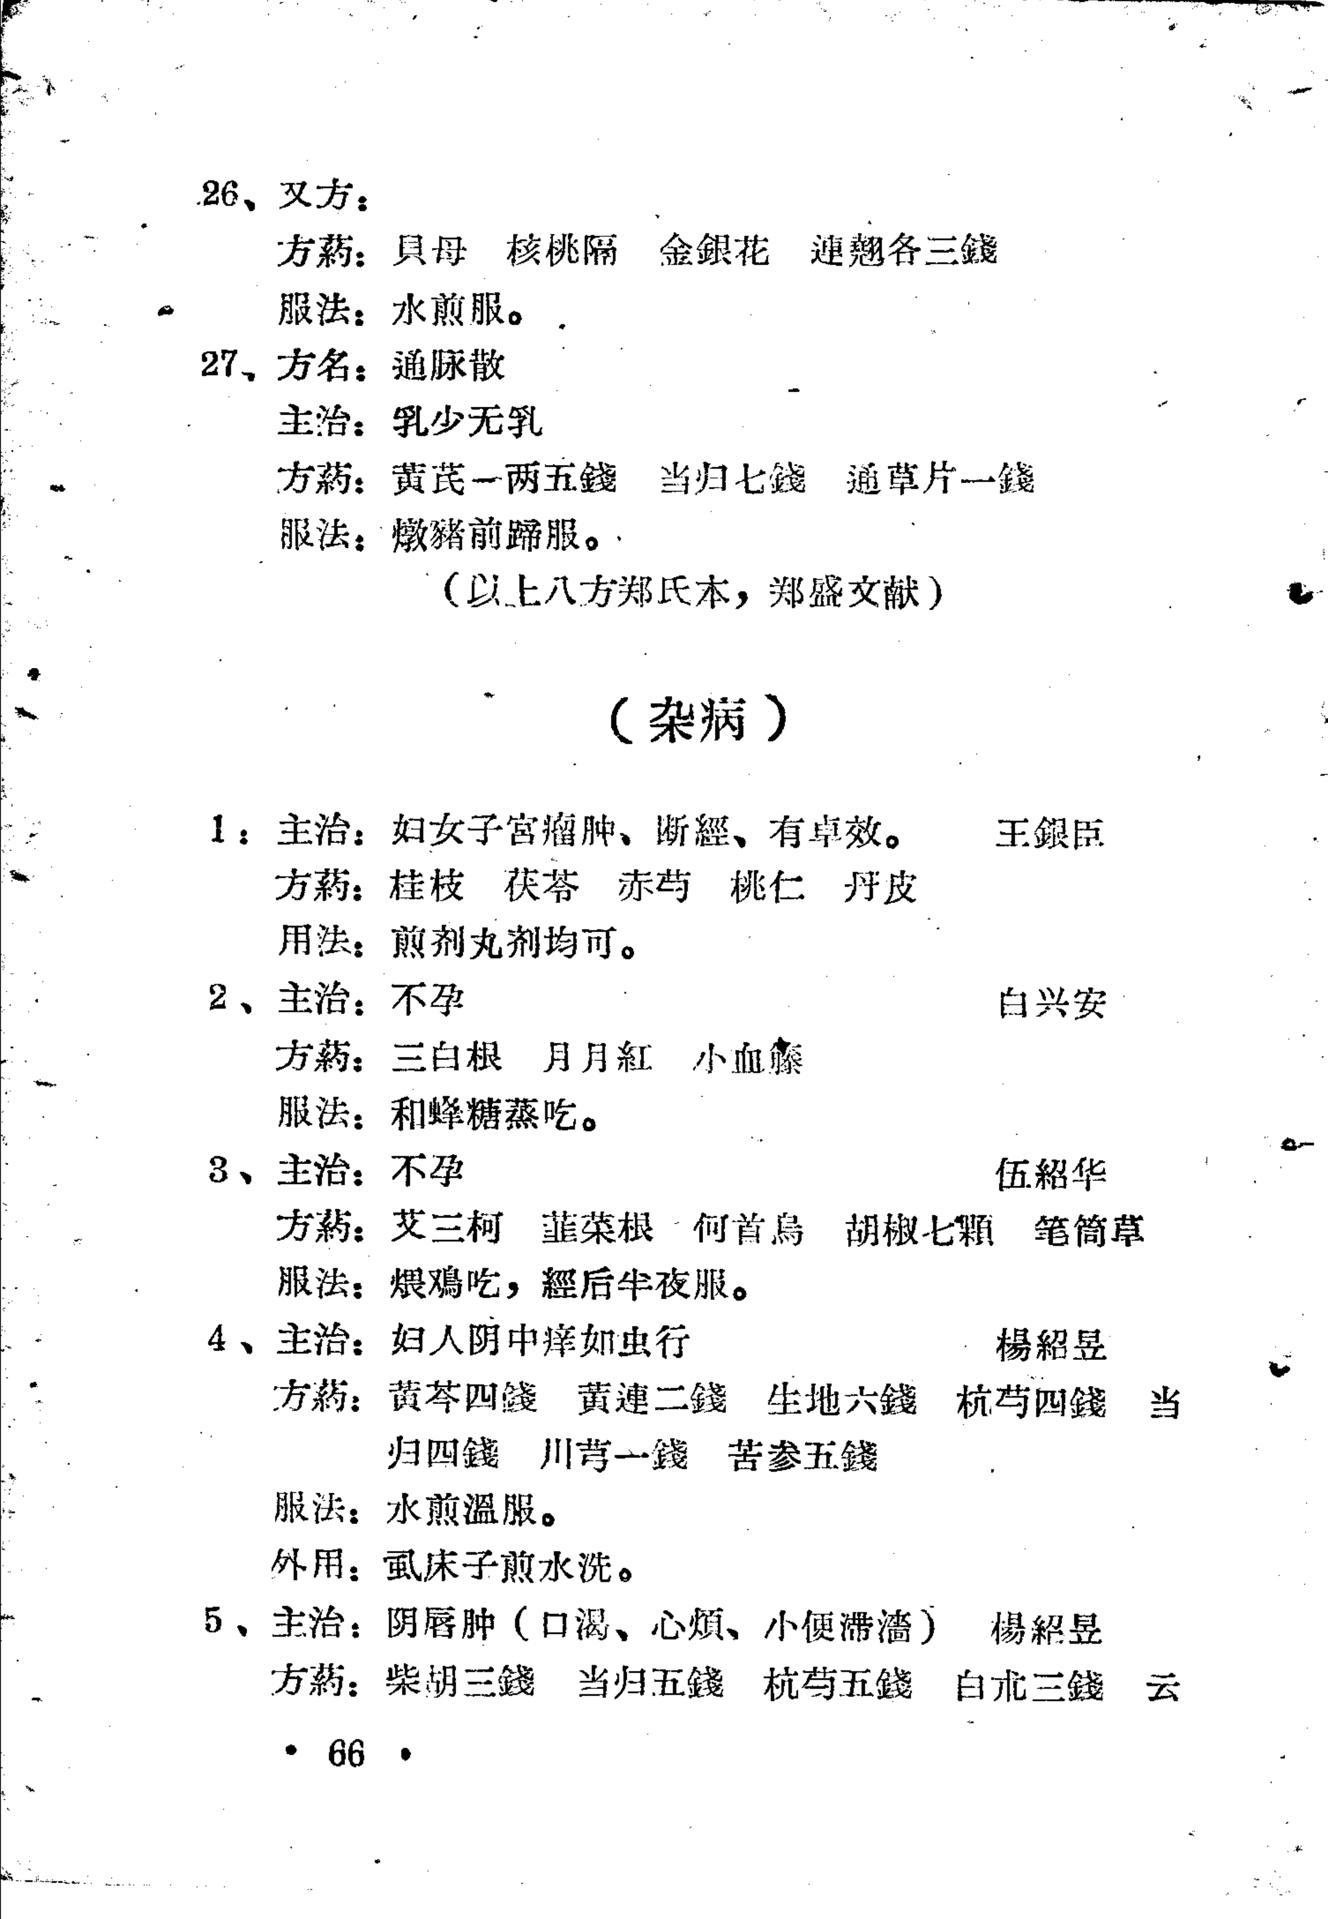 26、又方：
方葯：貝母　核桃隔　金銀花　連翹各三錢
服法：水煎服。
27、方名：通脉散
主治：乳少无乳
方葯：黄芪一两五錢　当归七錢　通草片一錢
服法：燉豬前蹄服。
（以上八方郑氏本，郑盛文献）
（杂病）
1：主治：妇女子宫瘤肿、断經、有卓效。　王銀臣
方葯：桂枝　茯苓　赤芍　桃仁　丹皮
用法：煎剂丸剂均可。
2、主治：不孕　白兴安
方葯：三白根　月月紅　小血藤
服法：和蜂糖蒸吃。
3、主治：不孕　伍紹华
方葯：艾三柯　韮菜根　何首烏　胡椒七顆　笔筒草
服法：煨鳮吃，經后半夜服。
4、主治：妇人阴中痒如虫行　楊紹昱
方葯：黄芩四錢　黄連二錢　生地六錢　杭芍四錢　当
归四錢　川芎一錢　苦参五錢
服法：水煎溫服。
外用：虱床子煎水洗。
5、主治：阴唇肿（口渴、心煩、小便滯濇）　楊紹昱
方葯：柴胡三錢　当归五錢　杭芍五錢　白朮三錢　云
• 66 •